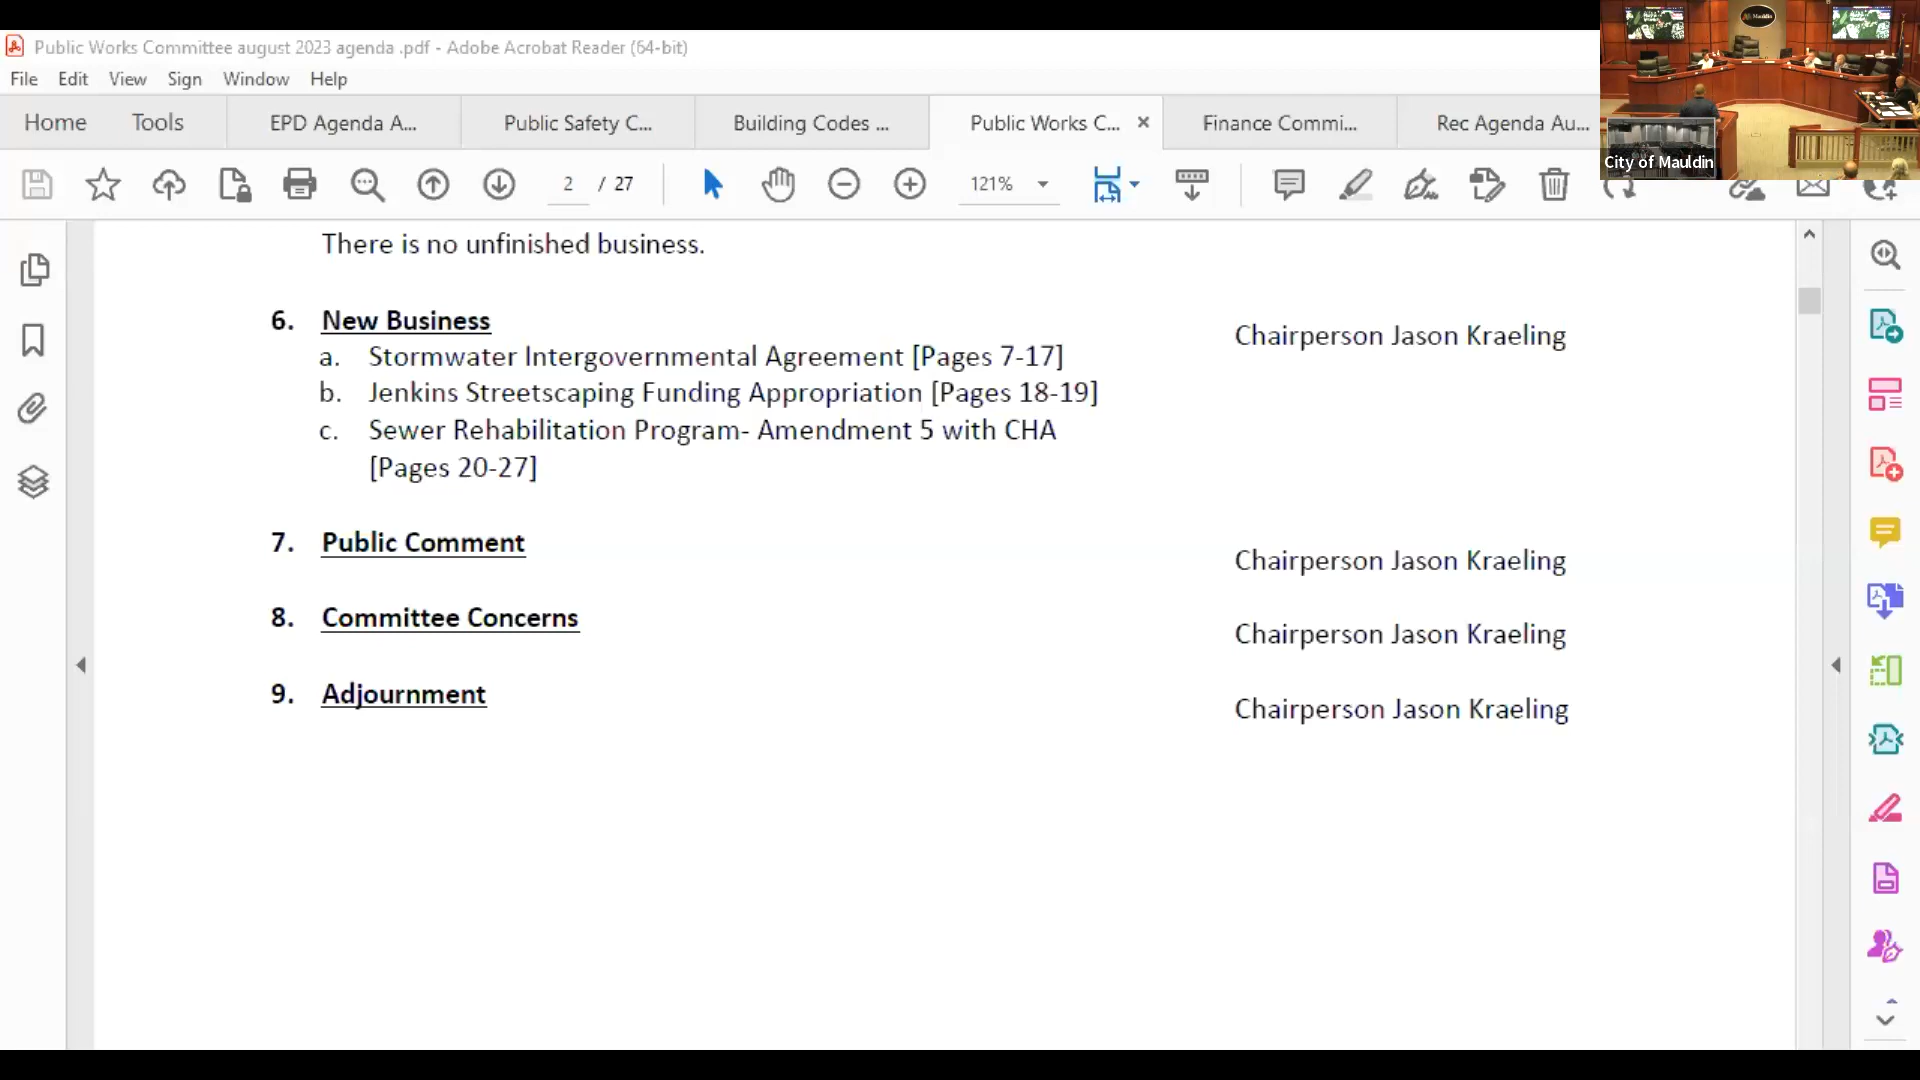 Public Works Committee august 2023 agenda .pdf - Adobe Acrobat Reader (64-bit)
File Edit View Sign Window Help
Home Tools EPD Agenda A... Public Safety C... Building Codes ... Public Works C... × Finance Commi... Rec Agenda Au...
2 / 27 121%
Mauldin
City of Mauldin
There is no unfinished business.
6. New Business
Chairperson Jason Kraeling
a. Stormwater Intergovernmental Agreement [Pages 7-17]
b. Jenkins Streetscaping Funding Appropriation [Pages 18-19]
c. Sewer Rehabilitation Program- Amendment 5 with CHA
[Pages 20-27]
7. Public Comment
Chairperson Jason Kraeling
8. Committee Concerns
Chairperson Jason Kraeling
9. Adjournment
Chairperson Jason Kraeling